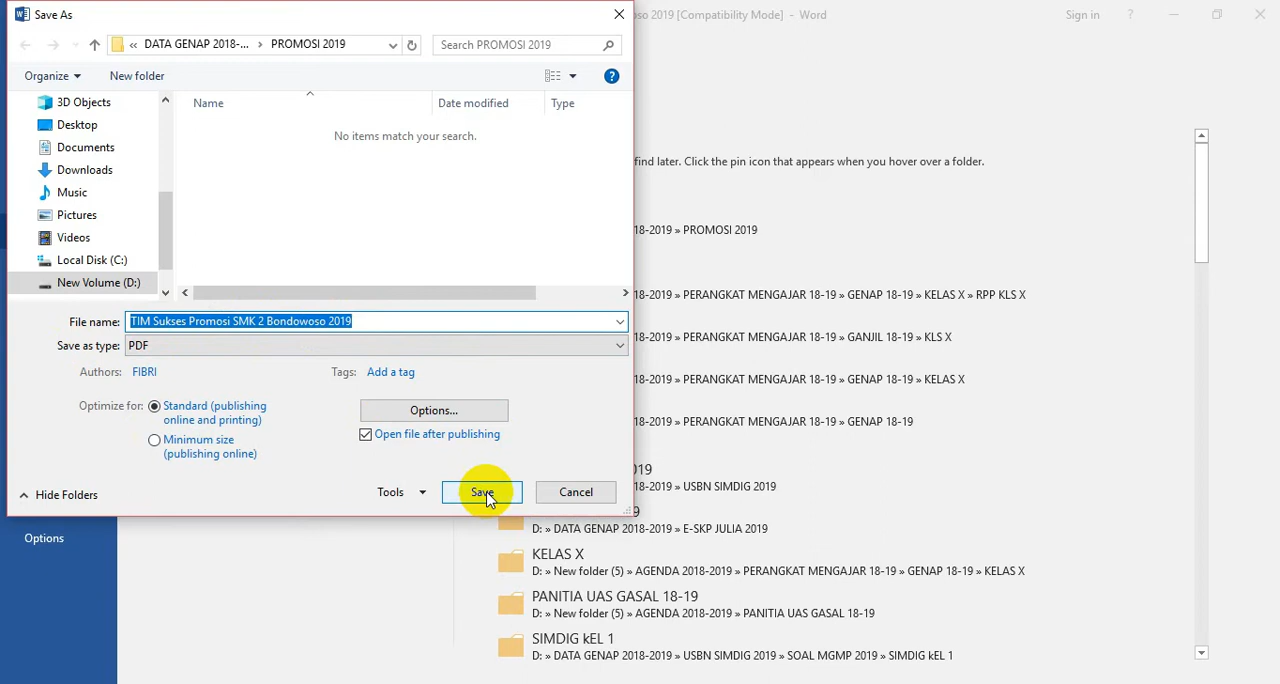 Save As
oso 2019 [Compatibility Mode] - Word
Sign in
?
« DATA GENAP 2018-... › PROMOSI 2019
Search PROMOSI 2019
Organize
New folder
?
3D Objects
Desktop
Documents
Downloads
Music
Pictures
Videos
Local Disk (C:)
New Volume (D:)
Name
Date modified
Type
No items match your search.
find later. Click the pin icon that appears when you hover over a folder.
18-2019 » PROMOSI 2019
18-2019 » PERANGKAT MENGAJAR 18-19 » GENAP 18-19 » KELAS X » RPP KLS X
File name: TIM Sukses Promosi SMK 2 Bondowoso 2019
18-2019 » PERANGKAT MENGAJAR 18-19 » GANJIL 18-19 » KLS X
Save as type: PDF
Authors: FIBRI
Tags: Add a tag
18-2019 » PERANGKAT MENGAJAR 18-19 » GENAP 18-19 » KELAS X
Optimize for:
Standard (publishing
online and printing)
Minimum size
(publishing online)
Options...
Open file after publishing
18-2019 » PERANGKAT MENGAJAR 18-19 » GENAP 18-19
019
18-2019 » USBN SIMDIG 2019
Hide Folders
Tools
Save
Cancel
9
D: » DATA GENAP 2018-2019 » E-SKP JULIA 2019
Options
KELAS X
D: » New folder (5) » AGENDA 2018-2019 » PERANGKAT MENGAJAR 18-19 » GENAP 18-19 » KELAS X
PANITIA UAS GASAL 18-19
D: » New folder (5) » AGENDA 2018-2019 » PANITIA UAS GASAL 18-19
SIMDIG kEL 1
D: » DATA GENAP 2018-2019 » USBN SIMDIG 2019 » SOAL MGMP 2019 » SIMDIG kEL 1